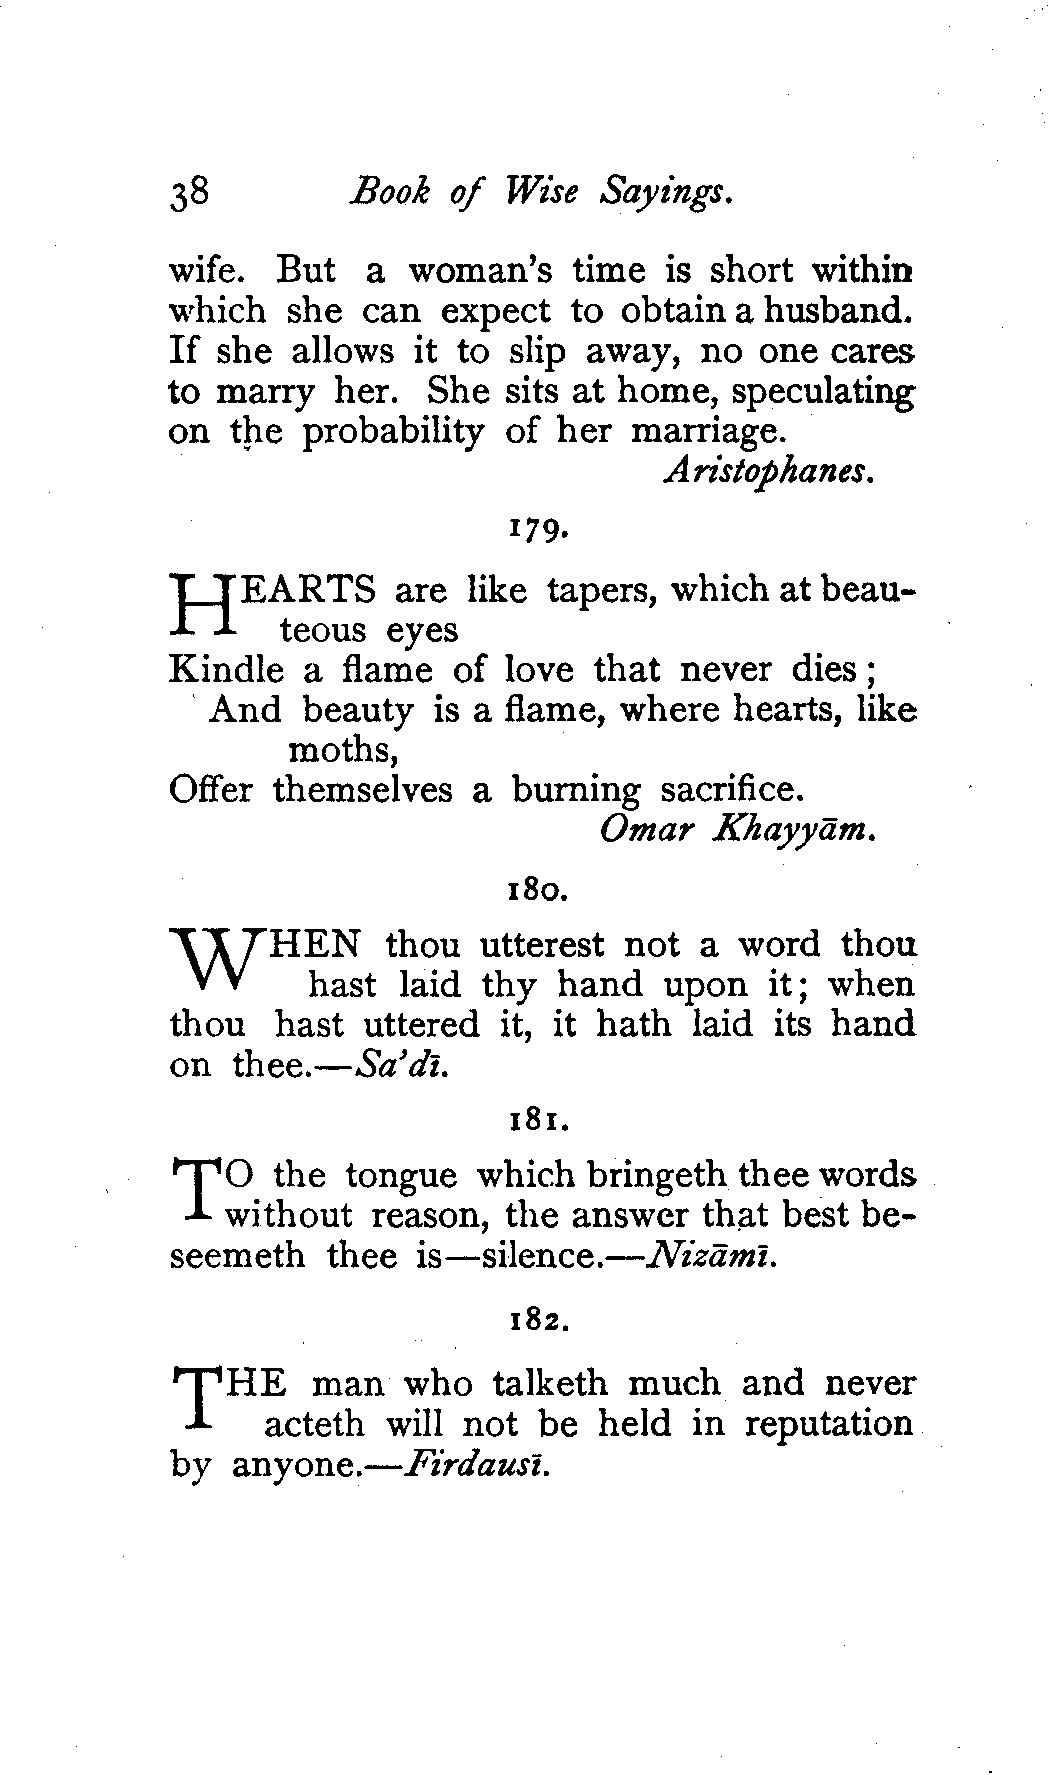 38 Book of Wise Sayings.
wife. But a woman's time is short within
which she can expect to obtain a husband.
If she allows it to slip away, no one cares
to marry her. She sits at home, speculating
on the probability of her marriage.
Aristophanes.
179.
HEARTS are like tapers, which at beau-
teous eyes
Kindle a flame of love that never dies;
And beauty is a flame, where hearts, like
moths,
Offer themselves a burning sacrifice.
Omar Khayyām.
180.
WHEN thou utterest not a word thou
hast laid thy hand upon it; when
thou hast uttered it, it hath laid its hand
on thee.—Sa'dī.
181.
TO the tongue which bringeth thee words
without reason, the answer that best be-
seemeth thee is—silence.—Nizāmī.
182.
THE man who talketh much and never
acteth will not be held in reputation
by anyone.—Firdausī.